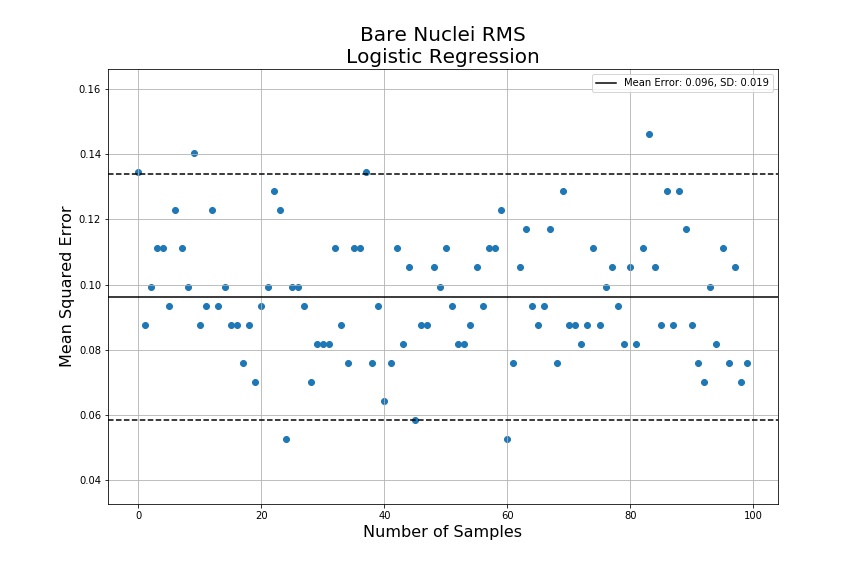 Bare Nuclei RMS
Logistic Regression
Mean Error: 0.096, SD: 0.019
Mean Squared Error
0.16
0.14
0.12
0.10
0.08
0.06
0.04
0
20
40
60
80
100
Number of Samples